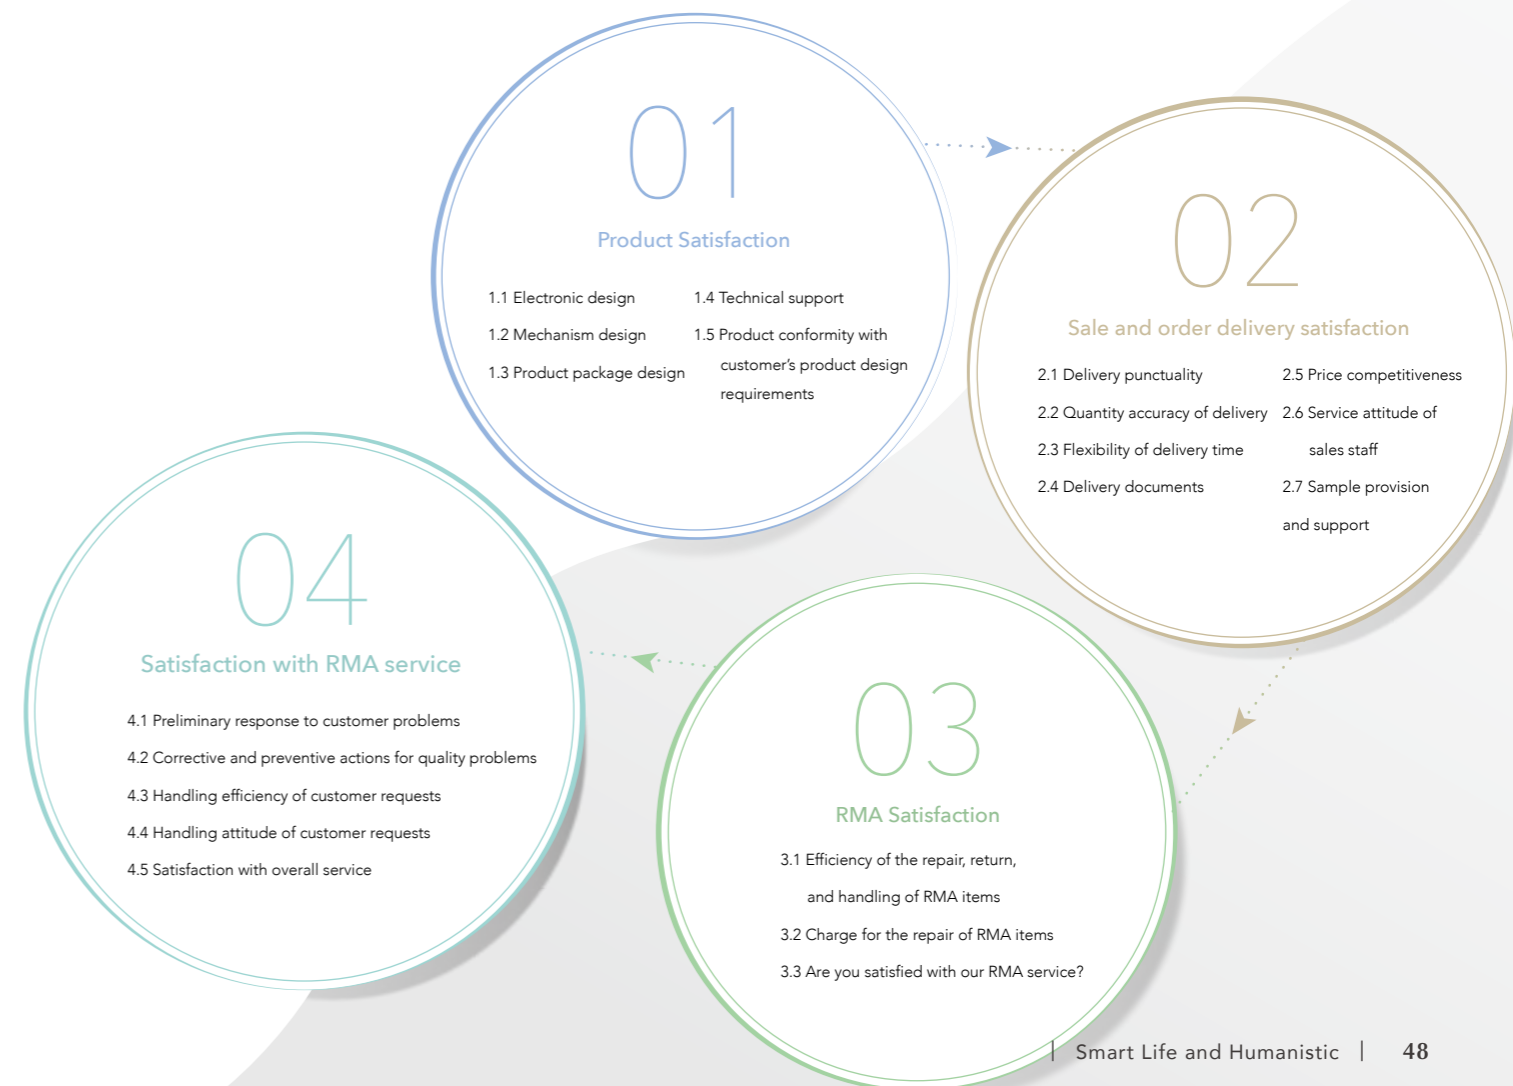 01
Product Satisfaction
1.1 Electronic design
1.2 Mechanism design
1.3 Product package design
1.4 Technical support
1.5 Product conformity with
customer’s product design
requirements
02
Sale and order delivery satisfaction
2.1 Delivery punctuality
2.2 Quantity accuracy of delivery
2.3 Flexibility of delivery time
2.4 Delivery documents
2.5 Price competitiveness
2.6 Service attitude of
sales staff
2.7 Sample provision
and support
03
RMA Satisfaction
3.1 Efficiency of the repair, return,
and handling of RMA items
3.2 Charge for the repair of RMA items
3.3 Are you satisfied with our RMA service?
04
Satisfaction with RMA service
4.1 Preliminary response to customer problems
4.2 Corrective and preventive actions for quality problems
4.3 Handling efficiency of customer requests
4.4 Handling attitude of customer requests
4.5 Satisfaction with overall service
| Smart Life and Humanistic | 48